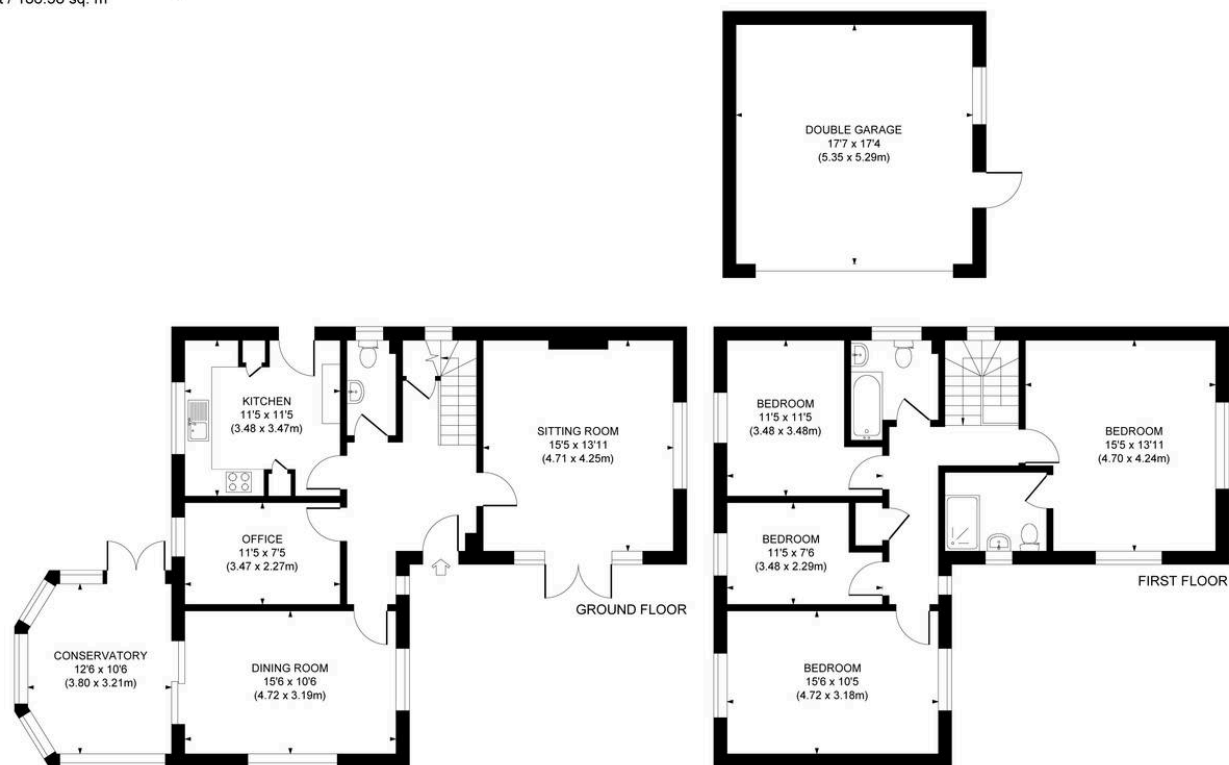 DOUBLE GARAGE
17'7 x 17'4
(5.35 x 5.29m)
KITCHEN
11'5 x 11'5
(3.48 x 3.47m)
SITTING ROOM
15'5 x 13'11
(4.71 x 4.25m)
OFFICE
11'5 x 7'5
(3.47 x 2.27m)
GROUND FLOOR
CONSERVATORY
12'6 x 10'6
(3.80 x 3.21m)
DINING ROOM
15'6 x 10'6
(4.72 x 3.19m)
BEDROOM
11'5 x 11'5
(3.48 x 3.48m)
BEDROOM
15'5 x 13'11
(4.70 x 4.24m)
BEDROOM
11'5 x 7'6
(3.48 x 2.29m)
FIRST FLOOR
BEDROOM
15'6 x 10'5
(4.72 x 3.18m)